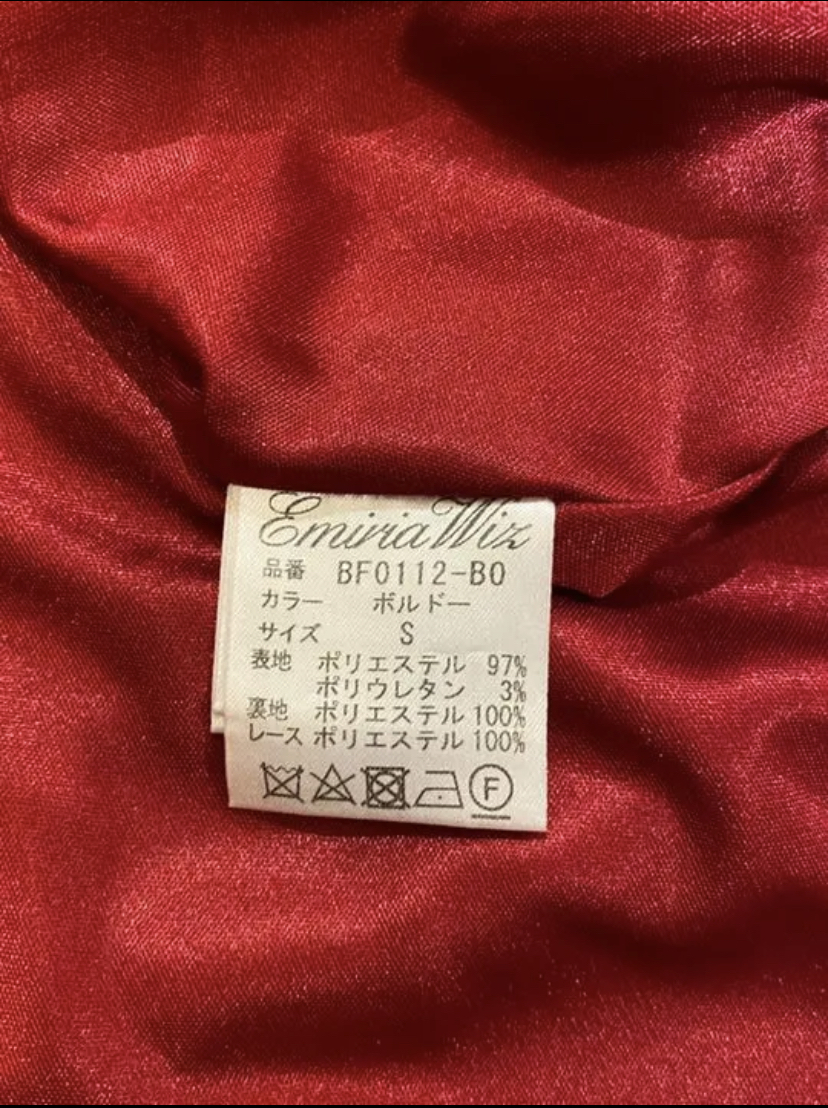 EmiriaWiz
品番 BF0112-BO
カラー ボルドー
サイズ S
表地 ポリエステル 97%
ポリウレタン 3%
裏地 ポリエステル 100%
レース ポリエステル 100%
F